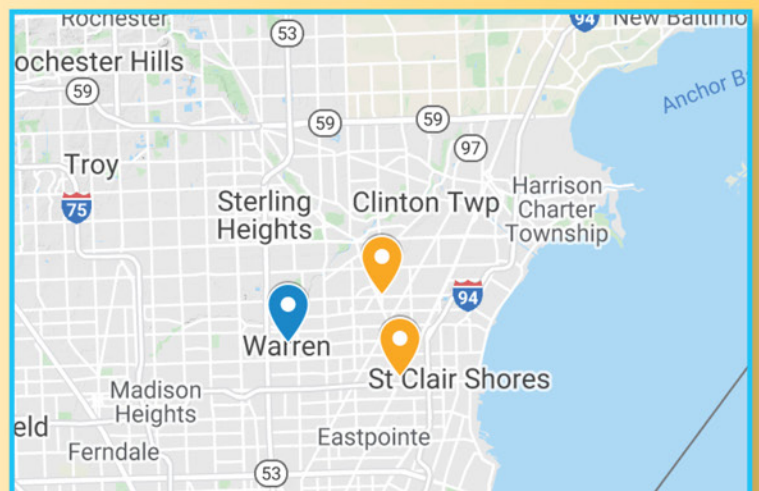 Rochester
94
New Baltimo
53
ochester Hills
59
Anchor B
59
59
97
Troy
75
Sterling
Heights
Clinton Twp
Harrison
Charter
Township
94
Warren
St Clair Shores
Madison
Heights
eld
Eastpointe
Ferndale
53